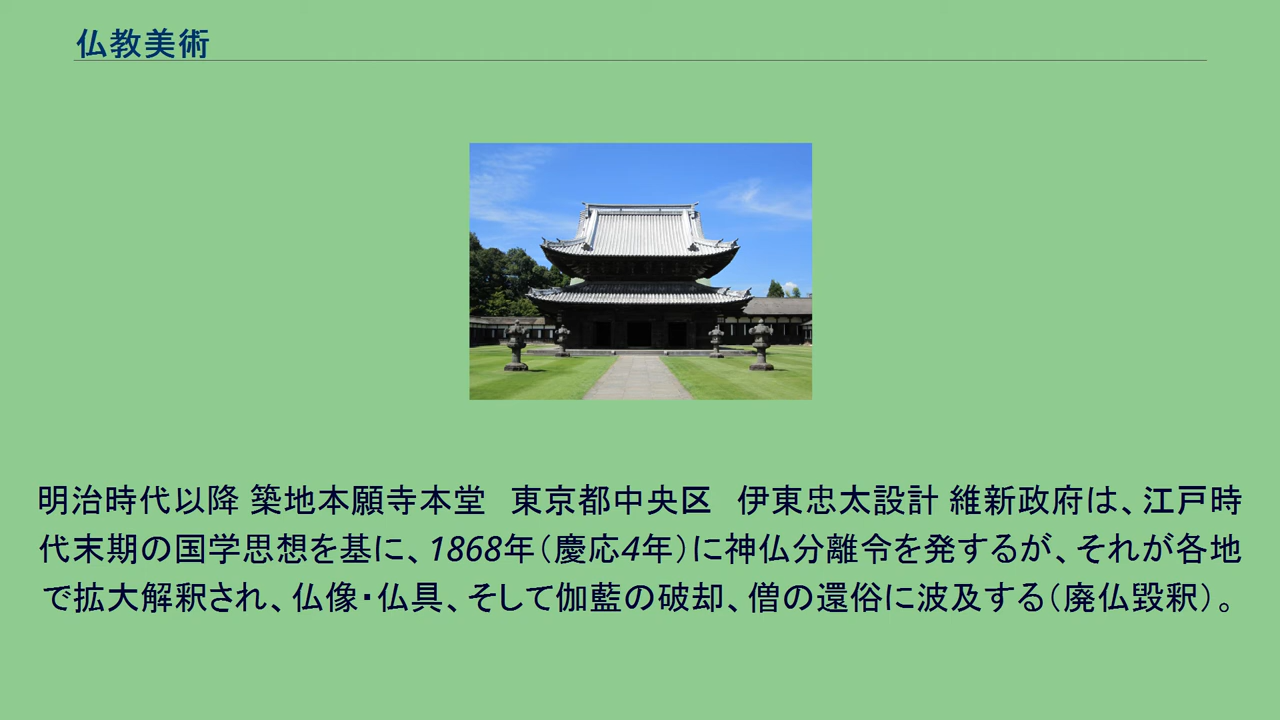 仏教美術
明治時代以降 築地本願寺本堂　東京都中央区　伊東忠太設計 維新政府は、江戸時
代末期の国学思想を基に、1868年（慶応4年）に神仏分離令を発するが、それが各地
で拡大解釈され、仏像・仏具、そして伽藍の破却、僧の還俗に波及する（廃仏毀釈）。